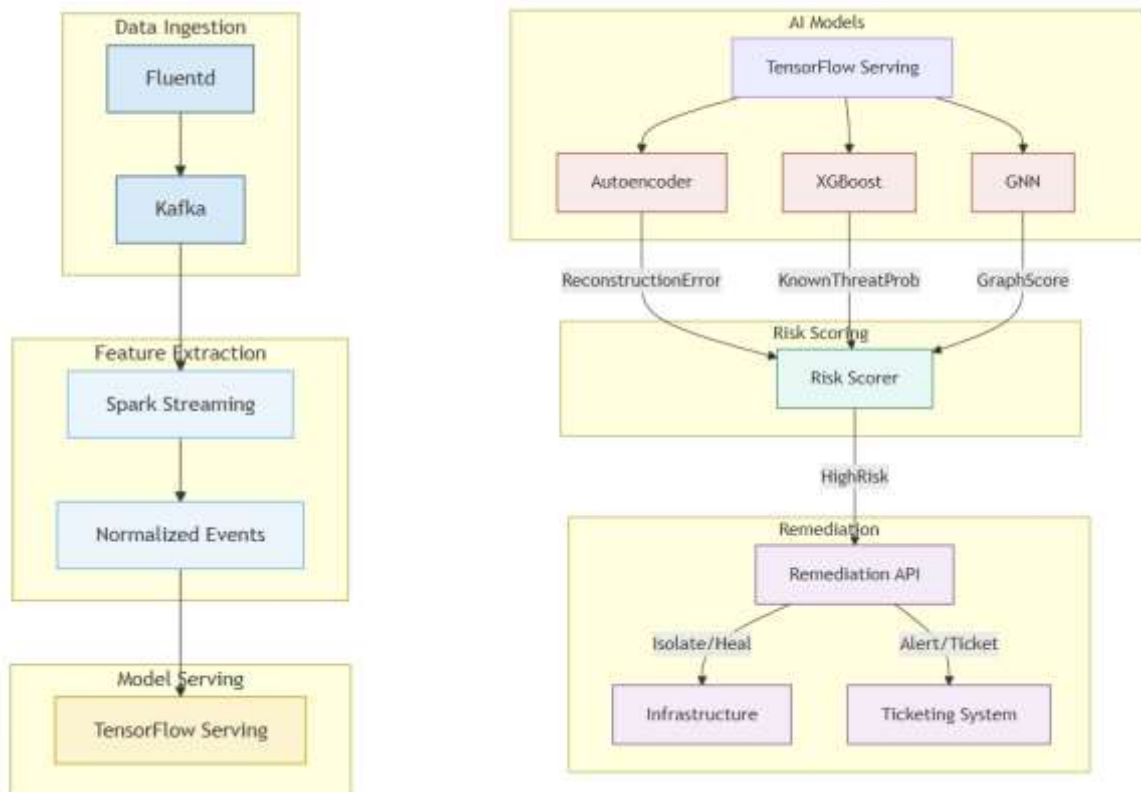 Data Ingestion
Fluentd
Kafka
Feature Extraction
Spark Streaming
Normalized Events
Model Serving
TensorFlow Serving
AI Models
TensorFlow Serving
Autoencoder
XGBoost
GNN
ReconstructionError
KnownThreatProb
GraphScore
Risk Scoring
Risk Scorer
HighRisk
Remediation
Remediation API
Isolate/Heal
Alert/Ticket
Infrastructure
Ticketing System